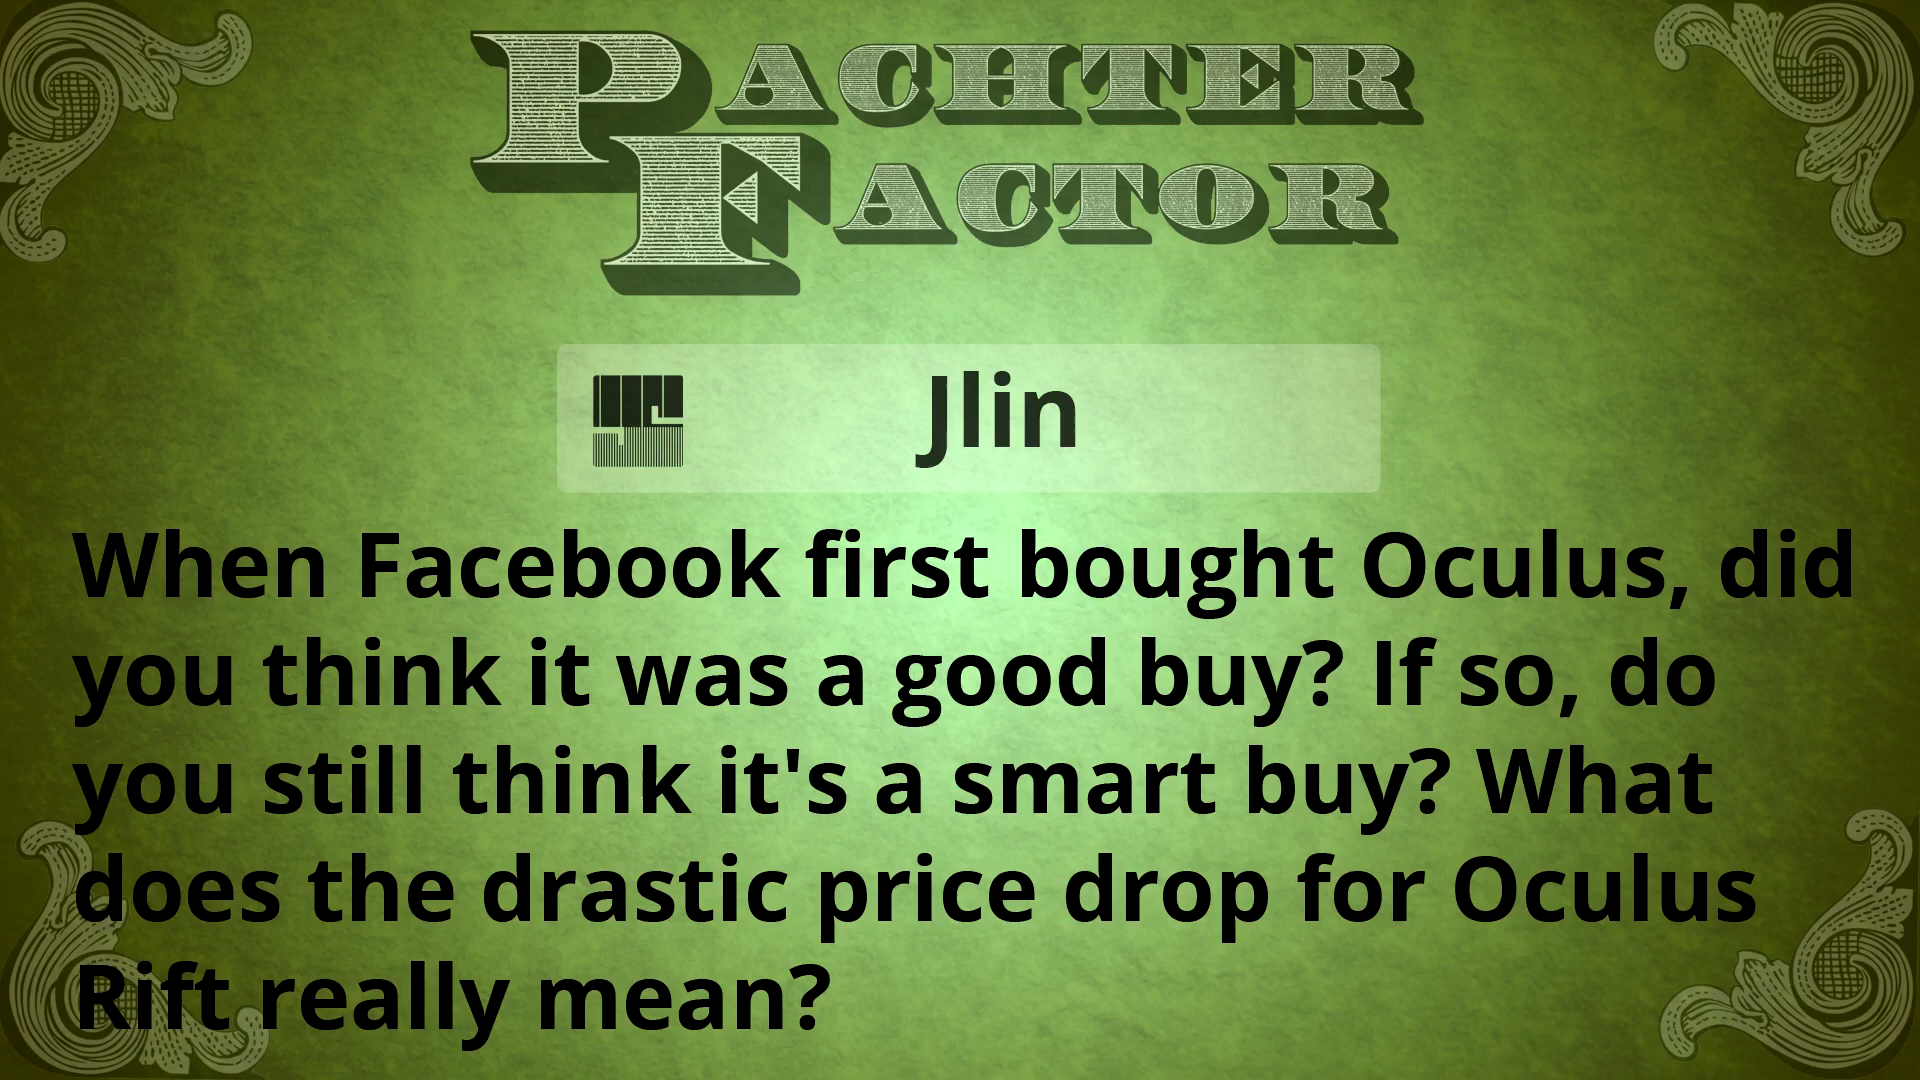 PACHTER
FACTOR
Jlin
When Facebook first bought Oculus, did
you think it was a good buy? If so, do
you still think it's a smart buy? What
does the drastic price drop for Oculus
Rift really mean?